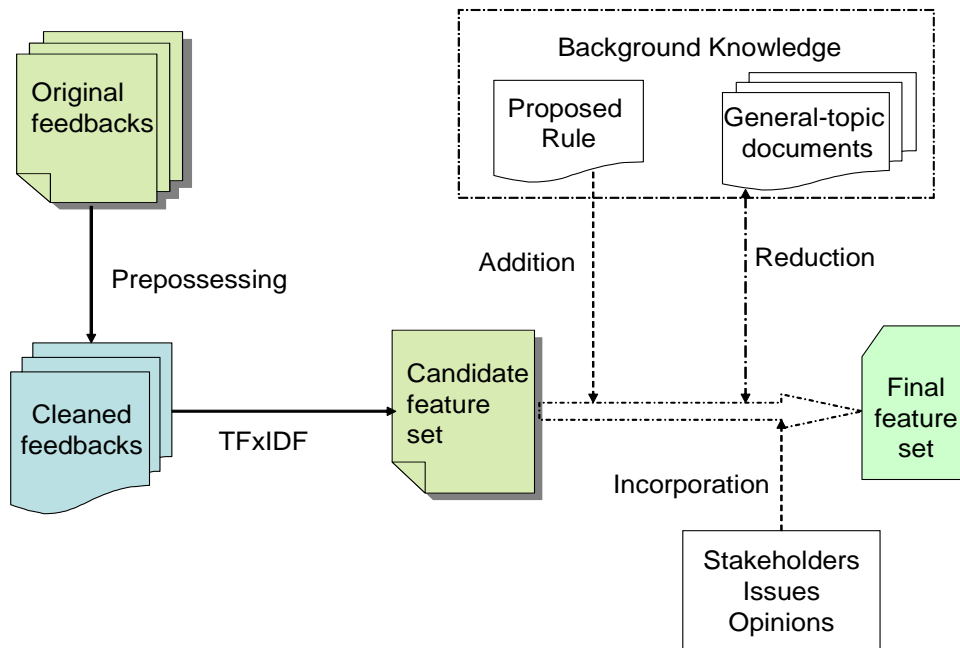 Original
feedbacks
Background Knowledge
Proposed
Rule
General-topic
documents
Addition
Reduction
Prepossessing
Cleaned
feedbacks
TFxIDF
Candidate
feature
set
Final
feature
set
Incorporation
Stakeholders
Issues
Opinions